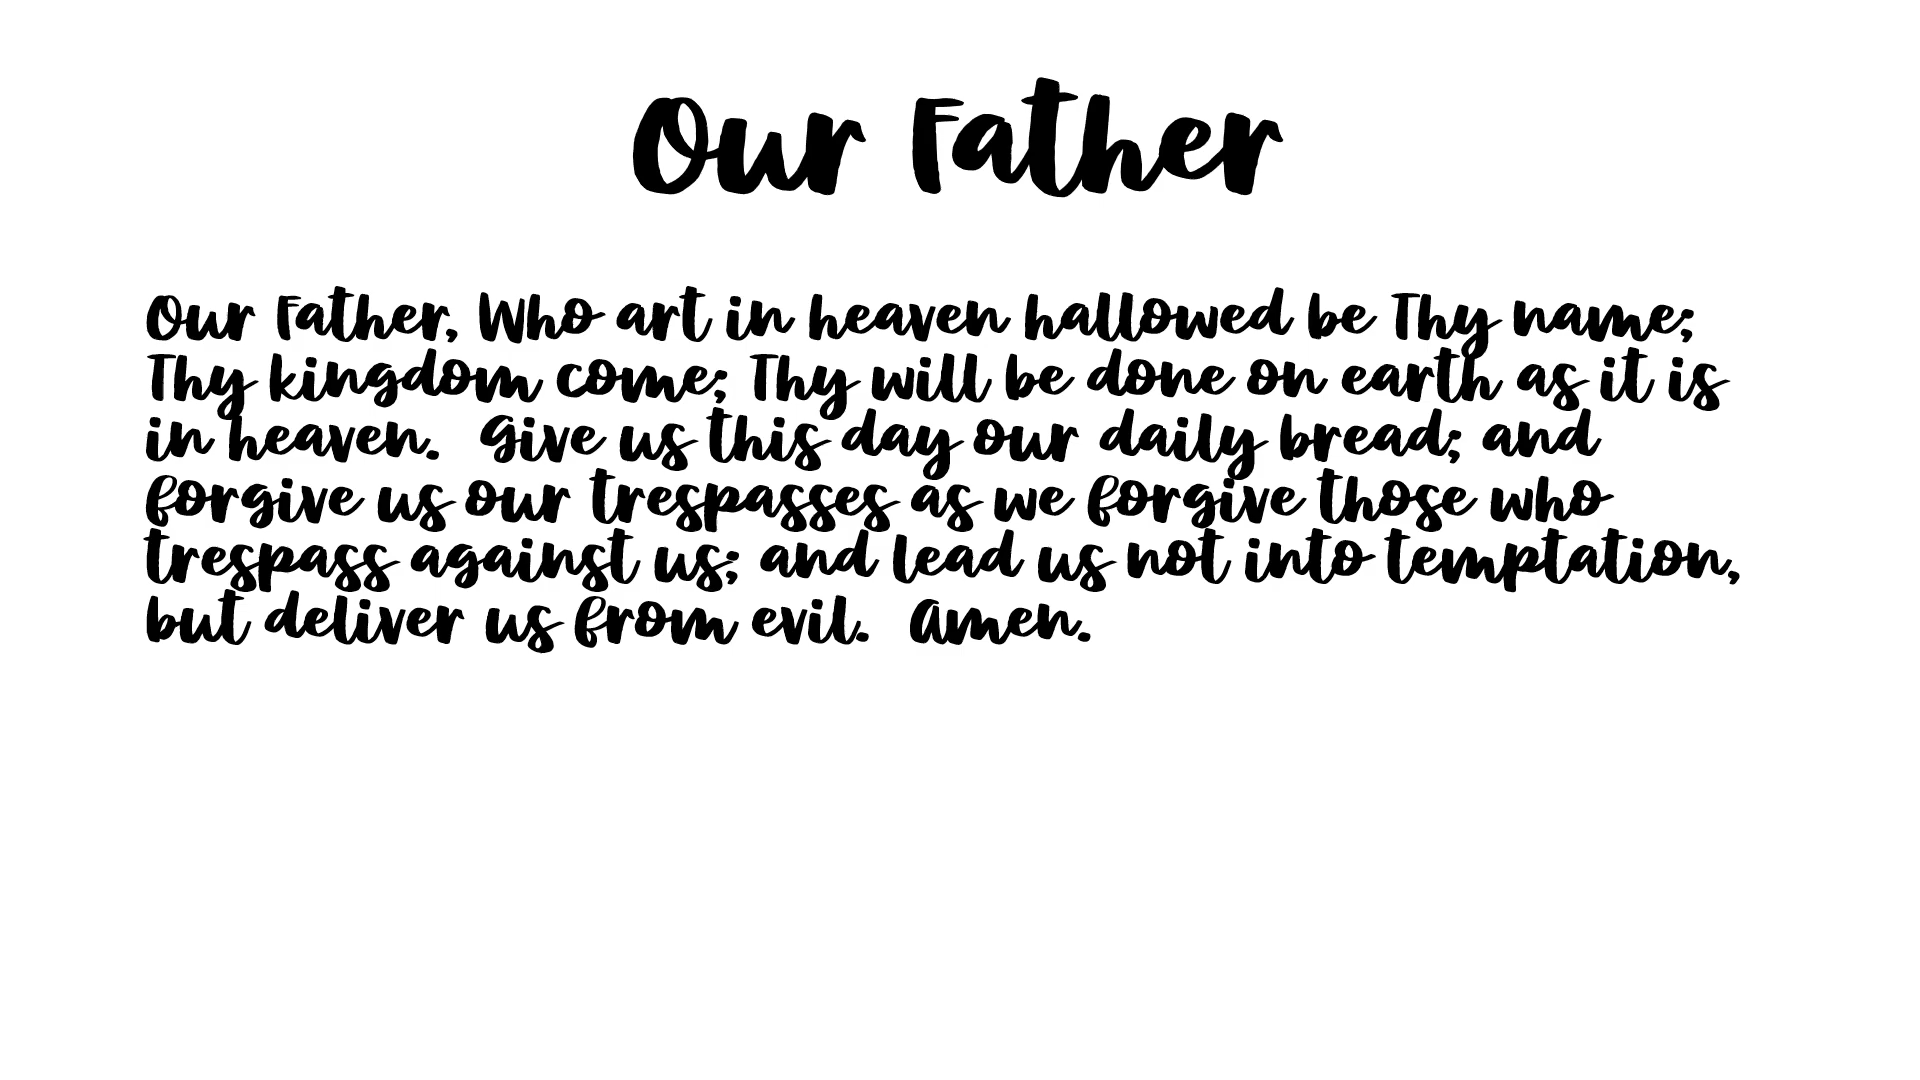 Our Father
Our Father, Who art in heaven hallowed be Thy name;
Thy kingdom come; Thy will be done on earth as it is
in heaven.  Give us this day our daily bread; and
forgive us our trespasses as we forgive those who
trespass against us; and lead us not into temptation,
but deliver us from evil.  Amen.